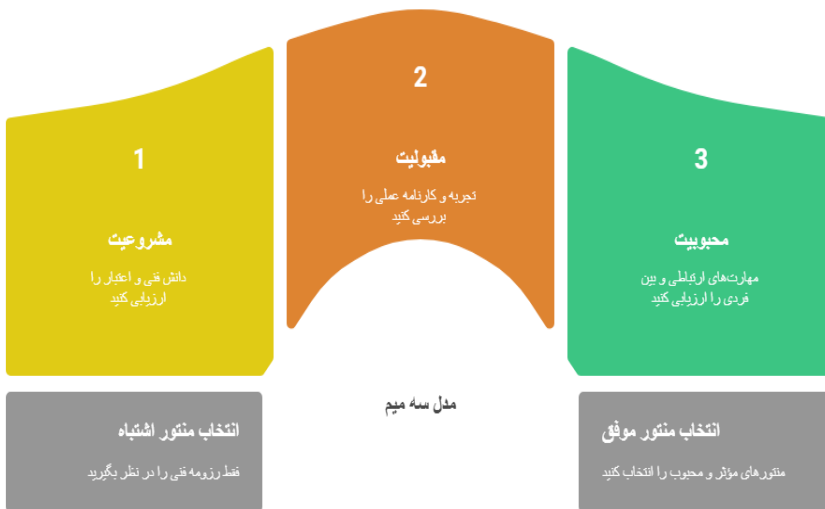 1
مشروعیت
دانش فنی و اعتبار را
ارزیابی کنید
2
مقبولیت
تجربه و کارنامه عملی را
بررسی کنید
3
محبوبیت
مهارت‌های ارتباطی و بین
فردی را ارزیابی کنید
انتخاب منتور اشتباه
فقط رزومه فنی را در نظر بگیرید
مدل سه میم
انتخاب منتور موفق
منتورهای مؤثر و محبوب را انتخاب کنید